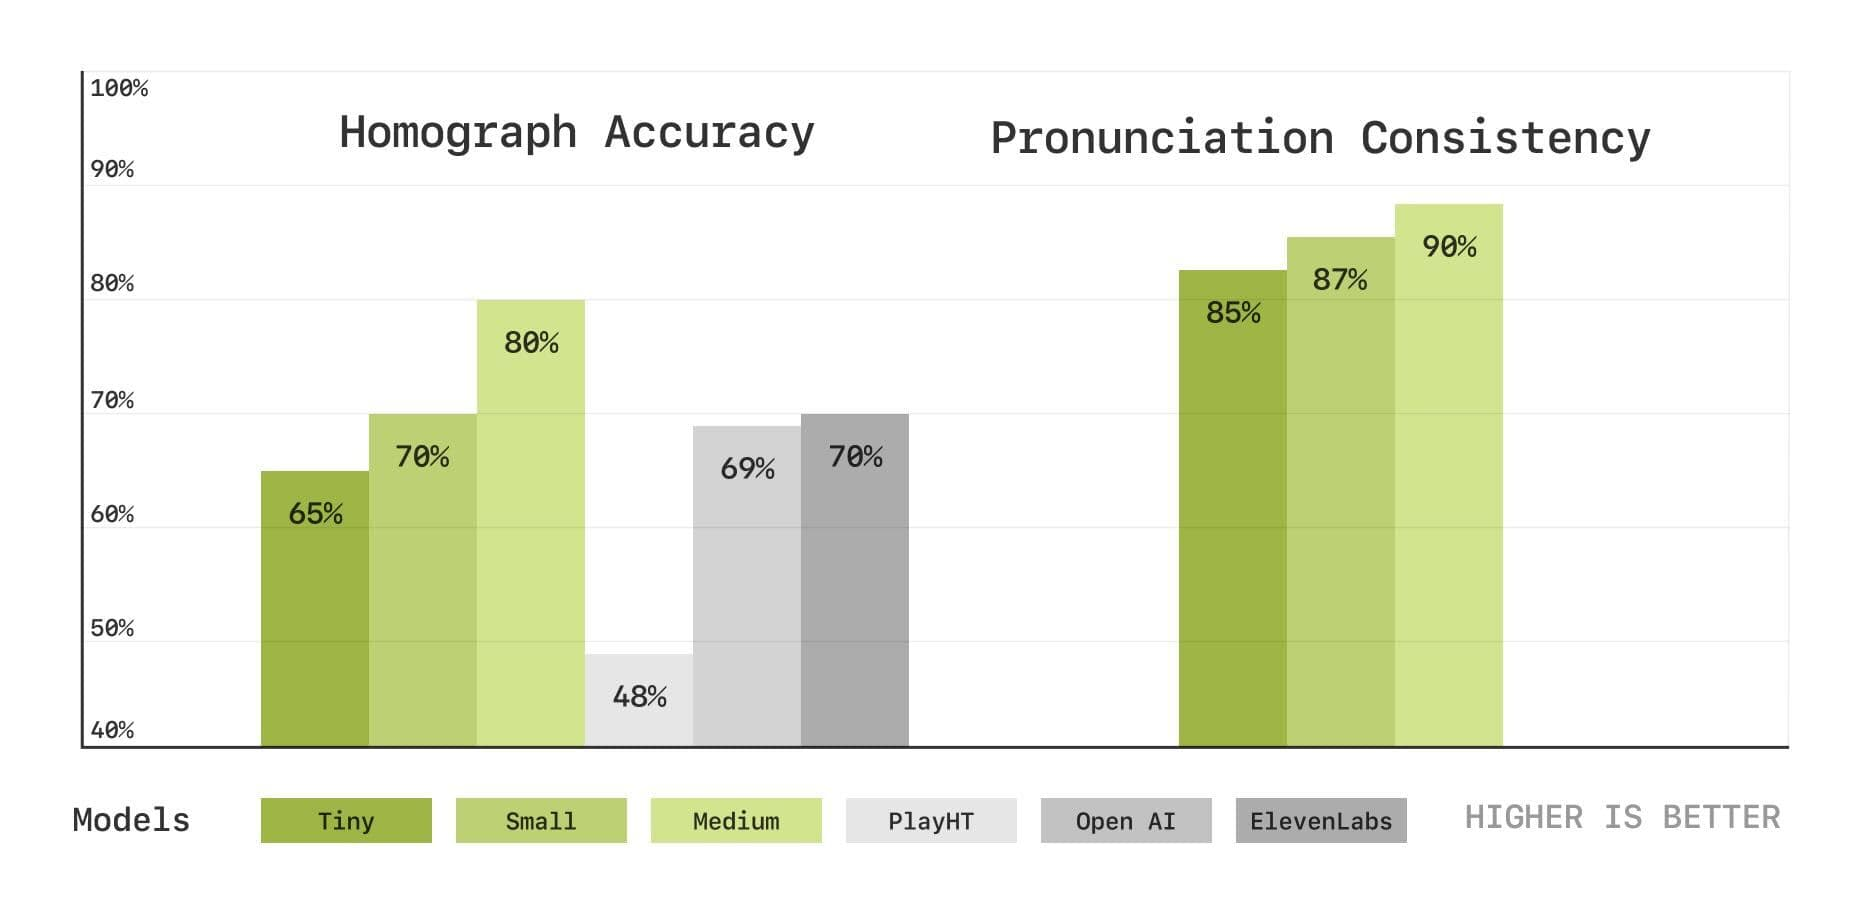 100%
Homograph Accuracy
Pronunciation Consistency
90%
80%
70%
60%
50%
40%
65%
70%
80%
48%
69%
70%
85%
87%
90%
Models
Tiny
Small
Medium
PlayHT
Open AI
ElevenLabs
HIGHER IS BETTER